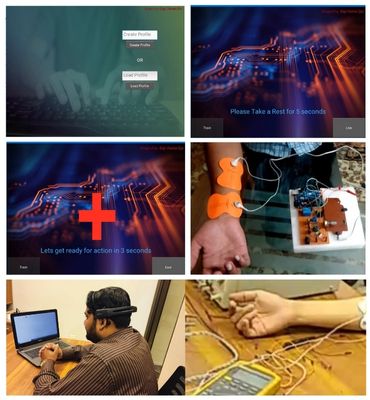 Create Profile
Create Profile
OR
Load Profile
Load Profile
Please Take a Rest for 5 seconds
Train
Live
Lets get ready for action in 3 seconds
Train